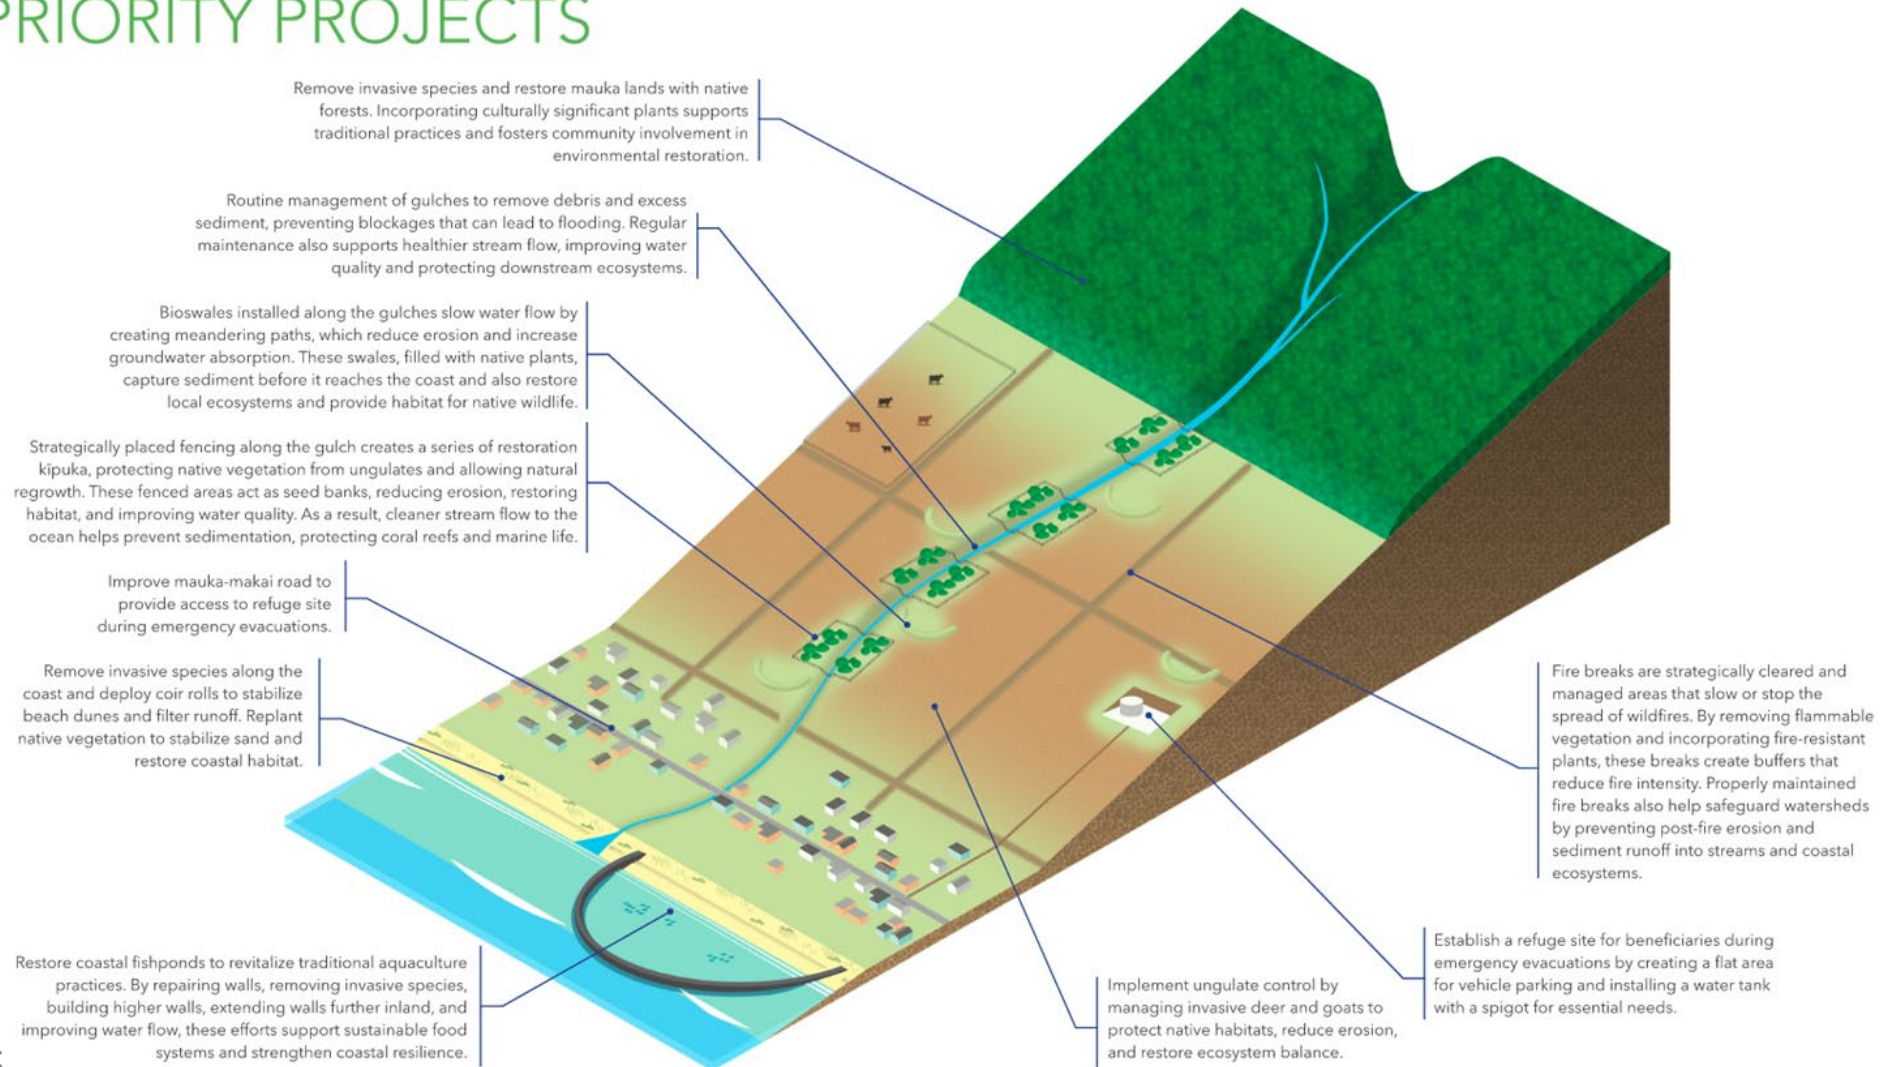 PRIORITY PROJECTS
Remove invasive species and restore mauka lands with native
forests. Incorporating culturally significant plants supports
traditional practices and fosters community involvement in
environmental restoration.
Routine management of gulches to remove debris and excess
sediment, preventing blockages that can lead to flooding. Regular
maintenance also supports healthier stream flow, improving water
quality and protecting downstream ecosystems.
Bioswales installed along the gulches slow water flow by
creating meandering paths, which reduce erosion and increase
groundwater absorption. These swales, filled with native plants,
capture sediment before it reaches the coast and also restore
local ecosystems and provide habitat for native wildlife.
Strategically placed fencing along the gulch creates a series of restoration
kīpuka, protecting native vegetation from ungulates and allowing natural
regrowth. These fenced areas act as seed banks, reducing erosion, restoring
habitat, and improving water quality. As a result, cleaner stream flow to the
ocean helps prevent sedimentation, protecting coral reefs and marine life.
Improve mauka-makai road to
provide access to refuge site
during emergency evacuations.
Remove invasive species along the
coast and deploy coir rolls to stabilize
beach dunes and filter runoff. Replant
native vegetation to stabilize sand and
restore coastal habitat.
Restore coastal fishponds to revitalize traditional aquaculture
practices. By repairing walls, removing invasive species,
building higher walls, extending walls further inland, and
improving water flow, these efforts support sustainable food
systems and strengthen coastal resilience.
Fire breaks are strategically cleared and
managed areas that slow or stop the
spread of wildfires. By removing flammable
vegetation and incorporating fire-resistant
plants, these breaks create buffers that
reduce fire intensity. Properly maintained
fire breaks also help safeguard watersheds
by preventing post-fire erosion and
sediment runoff into streams and coastal
ecosystems.
Establish a refuge site for beneficiaries during
emergency evacuations by creating a flat area
for vehicle parking and installing a water tank
with a spigot for essential needs.
Implement ungulate control by
managing invasive deer and goats to
protect native habitats, reduce erosion,
and restore ecosystem balance.